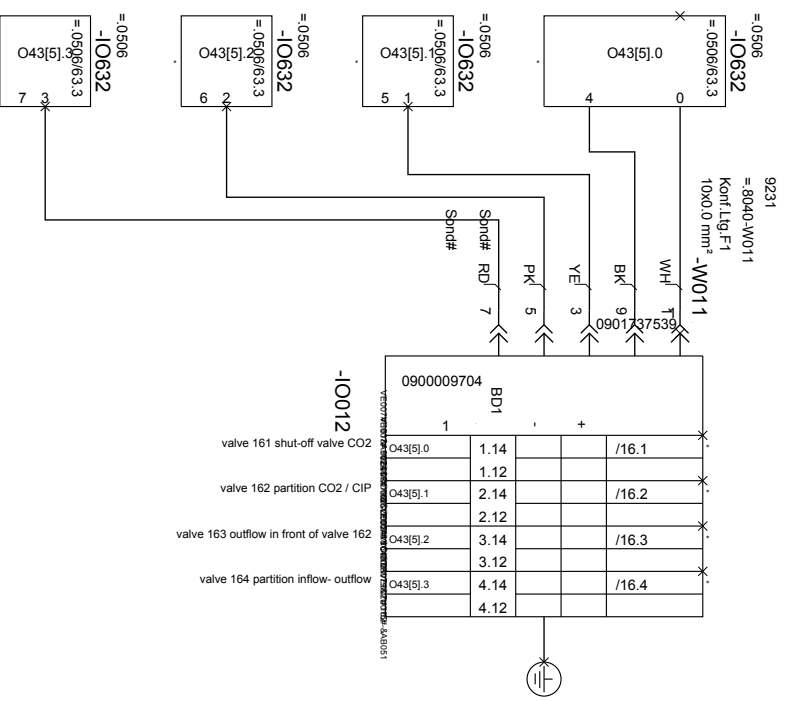 =.0506
-IO632
=.0506/63.3
O43[5].3
7 3
=.0506
-IO632
=.0506/63.3
O43[5].2
6 2
=.0506
-IO632
=.0506/63.3
O43[5].1
5 1
=.0506
-IO632
=.0506/63.3
O43[5].0
4 0
9231
=.8040-W011
Konf.Ltg.F1
10x0.0 mm²
-W011
Sond# Sond#
RD PK YE BK WH
7 5 3 9 1
0901737539
-IO012
0900009704
BD1
1 - +
valve 161 shut-off valve CO2 O43[5].0 1.14 /16.1
1.12
valve 162 partition CO2 / CIP O43[5].1 2.14 /16.2
2.12
valve 163 outflow in front of valve 162 O43[5].2 3.14 /16.3
3.12
valve 164 partition inflow- outflow O43[5].3 4.14 /16.4
4.12